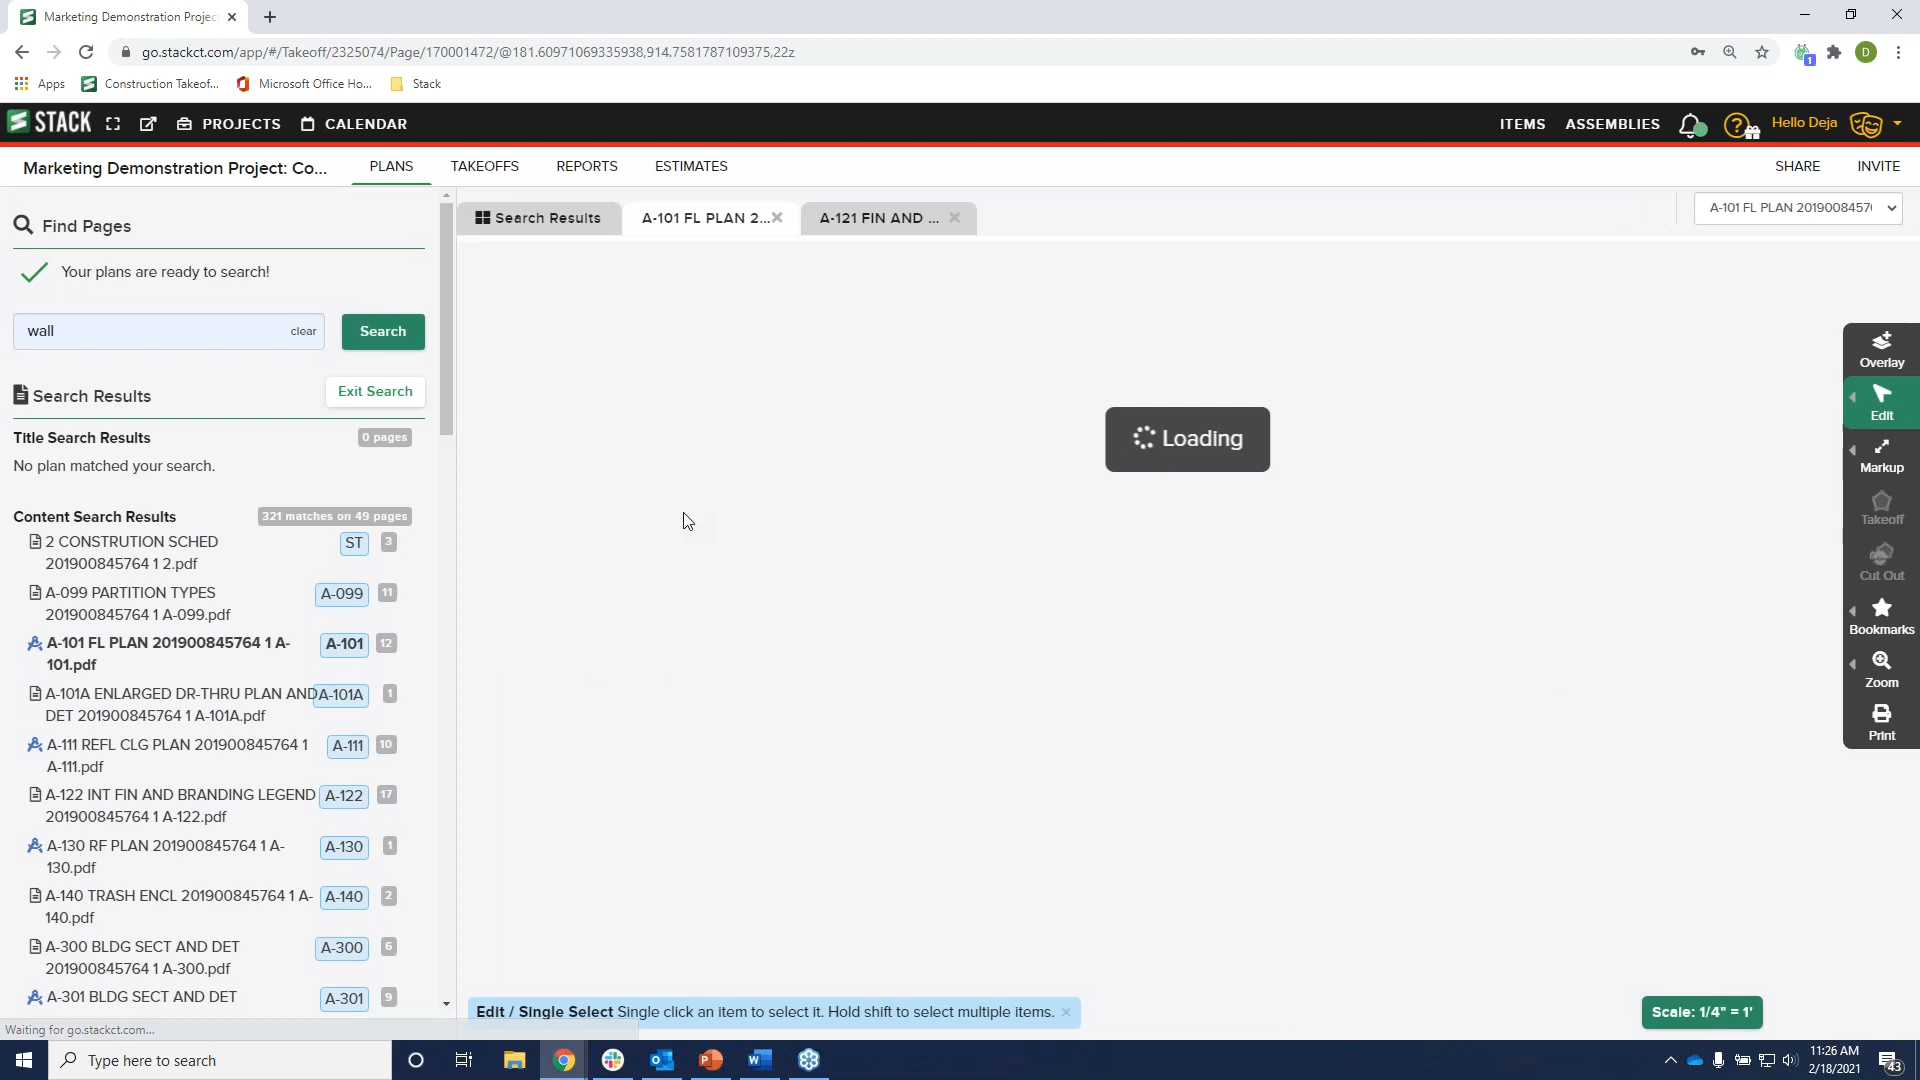 Marketing Demonstration Projec
go.stackct.com/app/#/Takeoff/2325074/Page/170001472/@181.60971069335938,914.7581787109375,22z
1
D
Apps
Construction Takeof...
Microsoft Office Ho...
Stack
STACK
PROJECTS
CALENDAR
ITEMS
ASSEMBLIES
Hello Deja
Marketing Demonstration Project: Co...
PLANS
TAKEOFFS
REPORTS
ESTIMATES
SHARE
INVITE
Find Pages
Search Results
A-101 FL PLAN 2...
A-121 FIN AND ...
A-101 FL PLAN 2019008457
Your plans are ready to search!
wall
clear
Search
Search Results
Exit Search
Title Search Results
0 pages
No plan matched your search.
Content Search Results
321 matches on 49 pages
2 CONSTRUTION SCHED
201900845764 1 2.pdf
ST
3
A-099 PARTITION TYPES
201900845764 1 A-099.pdf
A-099
11
A-101 FL PLAN 201900845764 1 A-
101.pdf
A-101
12
A-101A ENLARGED DR-THRU PLAN AND
DET 201900845764 1 A-101A.pdf
A-101A
1
A-111 REFL CLG PLAN 201900845764 1
A-111.pdf
A-111
10
A-122 INT FIN AND BRANDING LEGEND
201900845764 1 A-122.pdf
A-122
17
A-130 RF PLAN 201900845764 1 A-
130.pdf
A-130
1
A-140 TRASH ENCL 201900845764 1 A-
140.pdf
A-140
2
A-300 BLDG SECT AND DET
201900845764 1 A-300.pdf
A-300
6
A-301 BLDG SECT AND DET
A-301
9
Loading
Overlay
Edit
Markup
Takeoff
Cut Out
Bookmarks
Zoom
Print
Edit / Single Select Single click an item to select it. Hold shift to select multiple items.
Scale: 1/4" = 1'
Waiting for go.stackct.com...
Type here to search
11:26 AM
2/18/2021
43